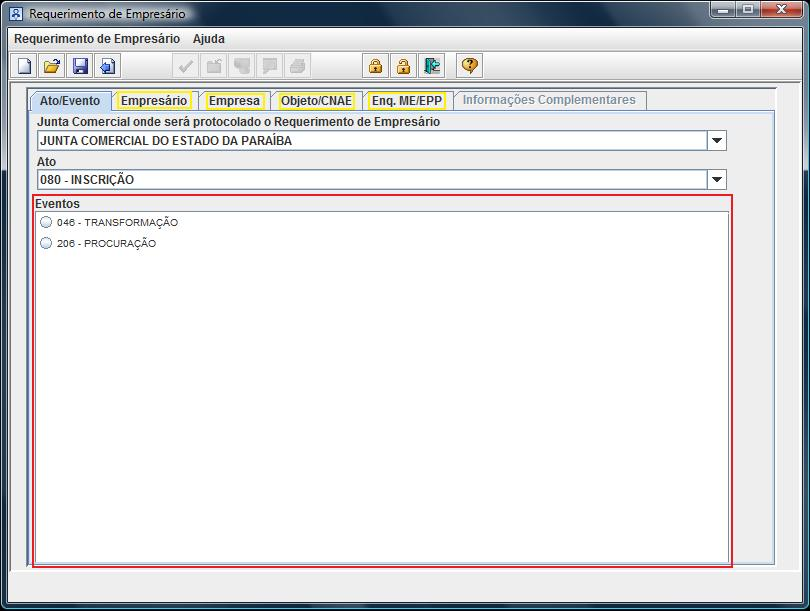 Requerimento de Empresário
Requerimento de Empresário Ajuda
Ato/Evento Empresário Empresa Objeto/CNAE Enq. ME/EPP Informações Complementares
Junta Comercial onde será protocolado o Requerimento de Empresário
JUNTA COMERCIAL DO ESTADO DA PARAÍBA
Ato
080 - INSCRIÇÃO
Eventos
046 - TRANSFORMAÇÃO
206 - PROCURAÇÃO